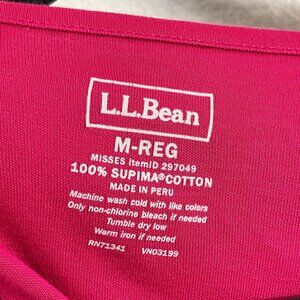 L.L.Bean
M-REG
MISSES ItemID 297049
100% SUPIMA® COTTON
MADE IN PERU
Machine wash cold with like colors
Only non-chlorine bleach if needed
Tumble dry low
Warm iron if needed
RN71341 VN03199